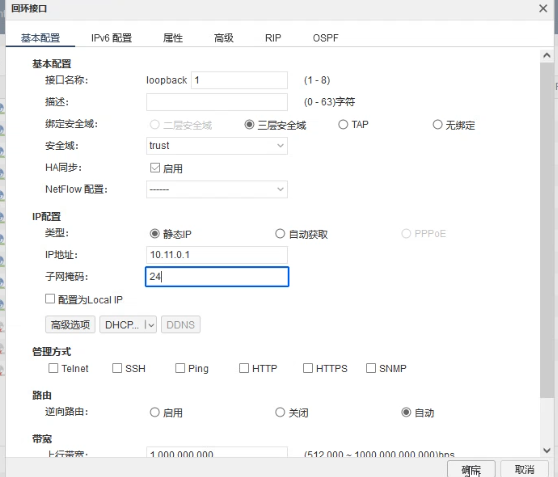 回环接口
基本配置 IPv6 配置 属性 高级 RIP OSPF
基本配置
接口名称: loopback 1 (1 - 8)
描述: (0 - 63)字符
绑定安全域: 二层安全域 三层安全域 TAP 无绑定
安全域: trust
HA同步: 启用
NetFlow 配置: ------
IP配置
类型: 静态IP 自动获取 PPPoE
IP地址: 10.11.0.1
子网掩码: 24
配置为Local IP
高级选项 DHCP... DDNS
管理方式
Telnet SSH Ping HTTP HTTPS SNMP
路由
逆向路由: 启用 关闭 自动
带宽
上行带宽: 1,000,000,000 (512,000 ~ 1000,000,000,000)bps
确定 取消